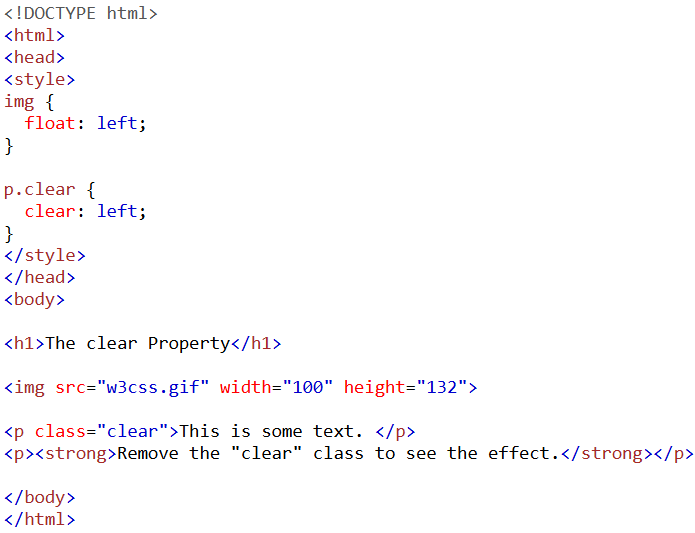 <!DOCTYPE html>
<html>
<head>
<style>
img {
  float: left;
}

p.clear {
  clear: left;
}
</style>
</head>
<body>

<h1>The clear Property</h1>

<img src="w3css.gif" width="100" height="132">

<p class="clear">This is some text. </p>
<p><strong>Remove the "clear" class to see the effect.</strong></p>

</body>
</html>